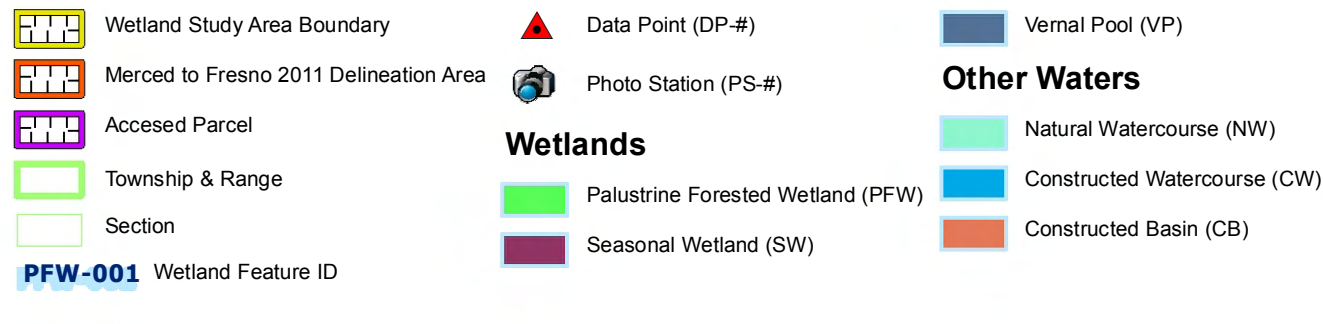 Wetland Study Area Boundary
Merced to Fresno 2011 Delineation Area
Accesed Parcel
Township & Range
Section
PFW-001 Wetland Feature ID
Data Point (DP-#)
Photo Station (PS-#)
Wetlands
Palustrine Forested Wetland (PFW)
Seasonal Wetland (SW)
Vernal Pool (VP)
Other Waters
Natural Watercourse (NW)
Constructed Watercourse (CW)
Constructed Basin (CB)